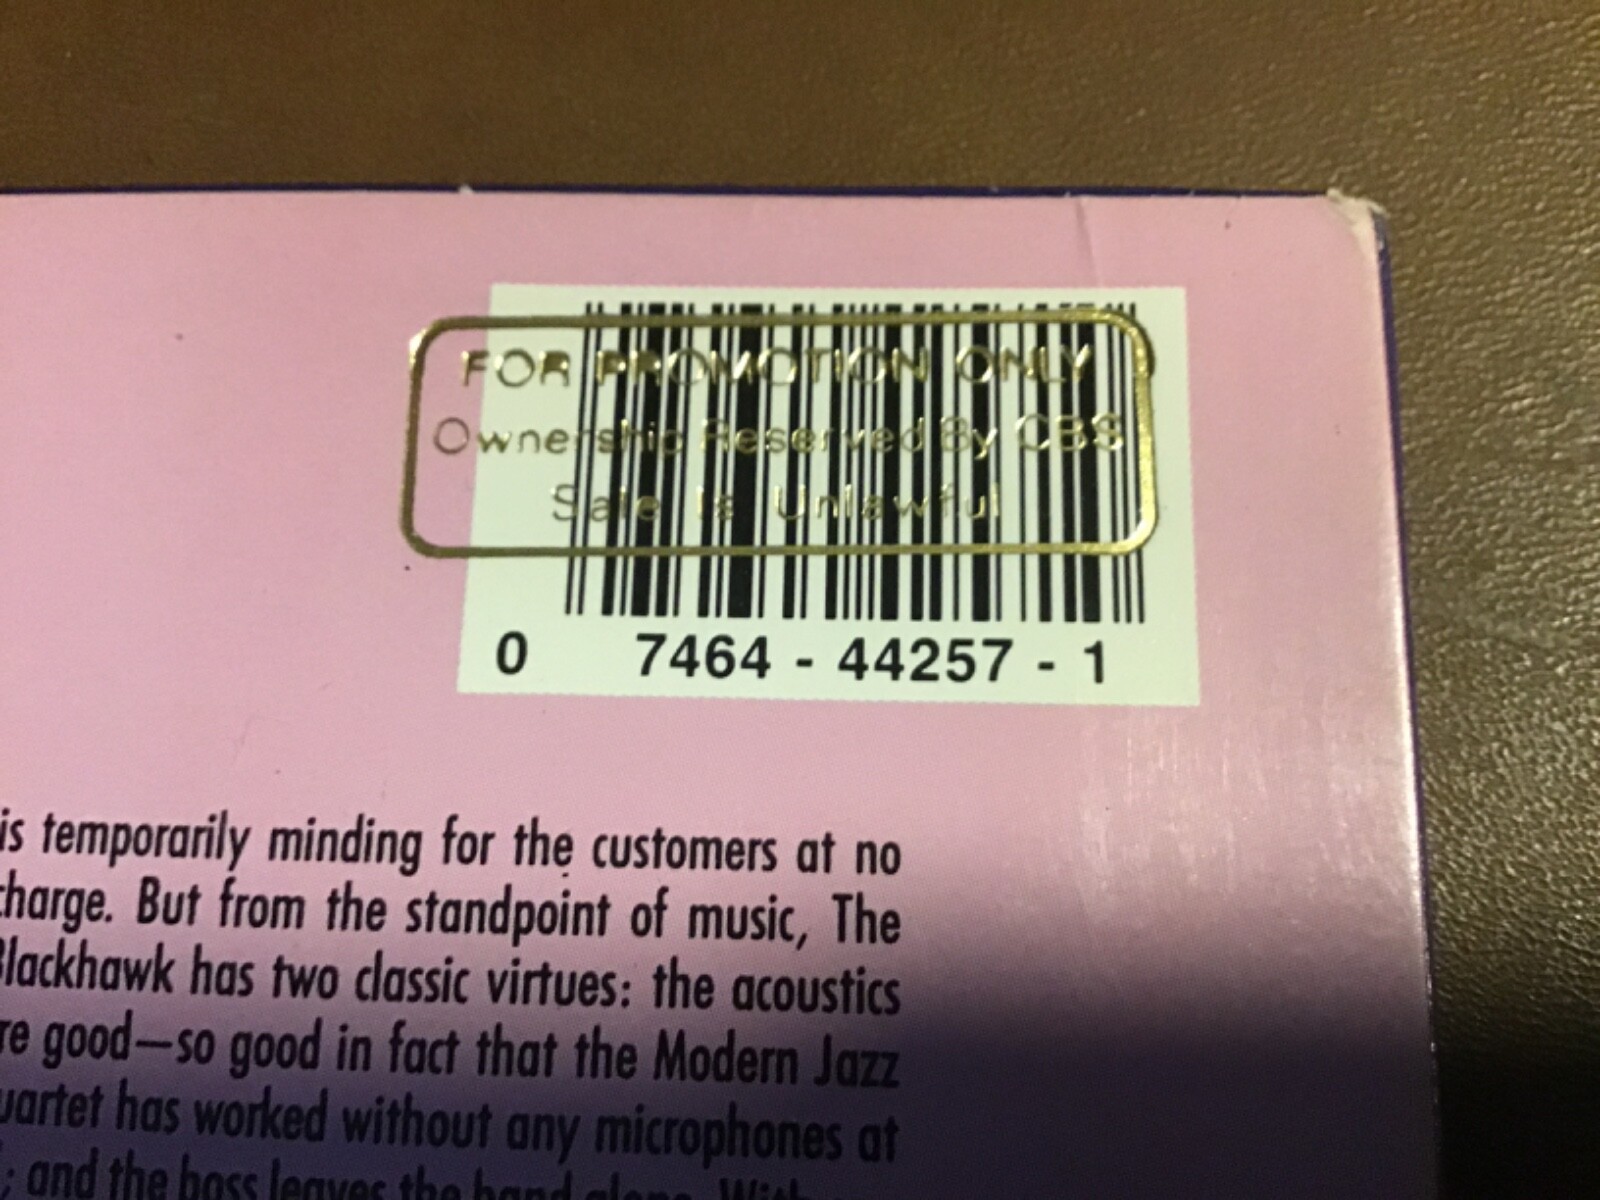 FOR PROMOTION ONLY
Ownership Reserved By CBS
Sale Is Unlawful
0 7464 - 44257 - 1
is temporarily minding for the customers at no
charge. But from the standpoint of music, The
Blackhawk has two classic virtues: the acoustics
re good—so good in fact that the Modern Jazz
uartet has worked without any microphones at
; and the boss leaves the band alone. With